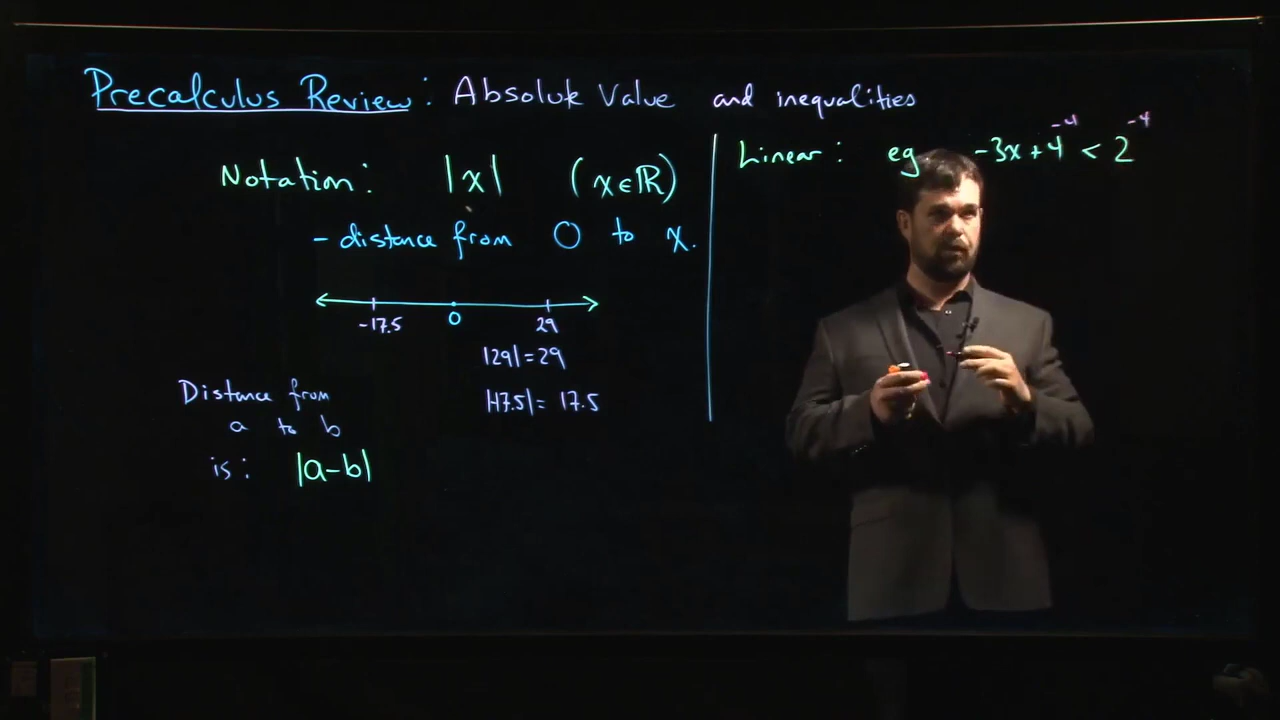 Precalculus Review: Absolute Value and inequalities
Notation: |x| (x∈ℝ)
- distance from 0 to x.
-17.5 0 29
|29|=29
|-17.5|= 17.5
Distance from
a to b
is: |a-b|
Linear: eg -3x+4 < 2
-4 -4